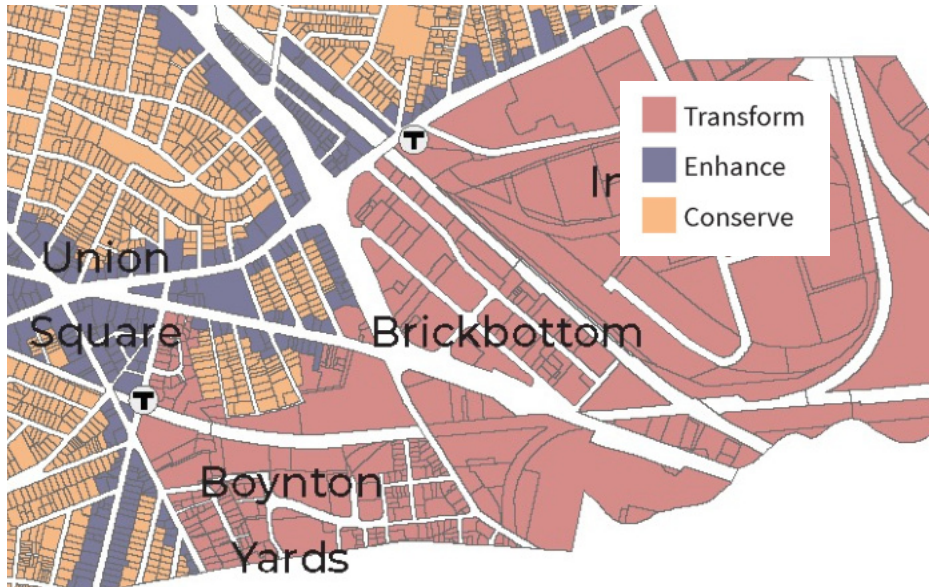 T
Transform
Enhance
Conserve
Union
Square
Brickbottom
T
Boynton
Yards